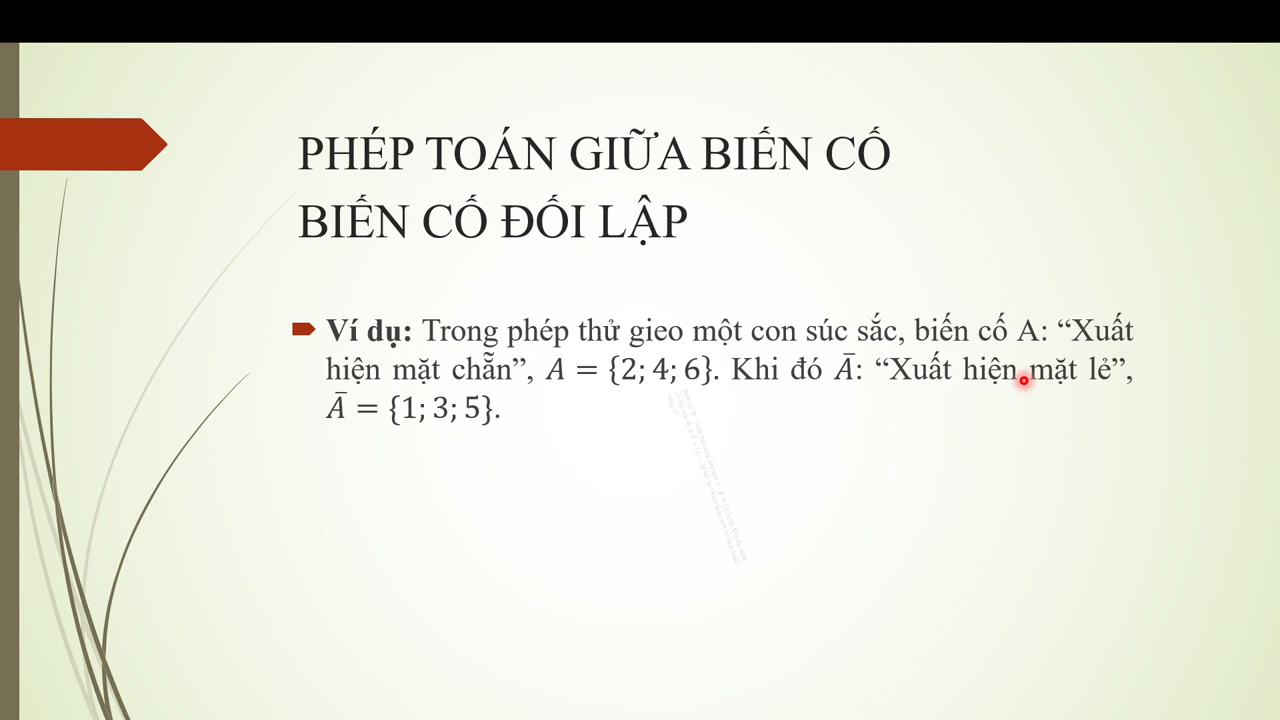 PHÉP TOÁN GIỮA BIẾN CỐ
BIẾN CỐ ĐỐI LẬP
Ví dụ: Trong phép thử gieo một con súc sắc, biến cố A: “Xuất
hiện mặt chẵn”, A = {2; 4; 6}. Khi đó Ā: “Xuất hiện mặt lẻ”,
Ā = {1; 3; 5}.